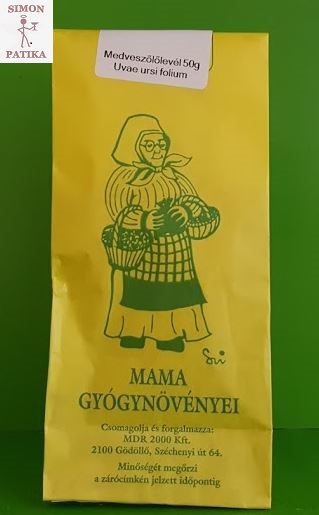 SIMON
PATIKA
Medveszőlőlevél 50g
Uvae ursi folium
MAMA
GYÓGYNÖVÉNYEI
Csomagolja és forgalmazza:
MDR 2000 Kft.
2100 Gödöllő, Széchenyi út 64.
Minőségét megőrzi
a zárócímkén jelzett időpontig